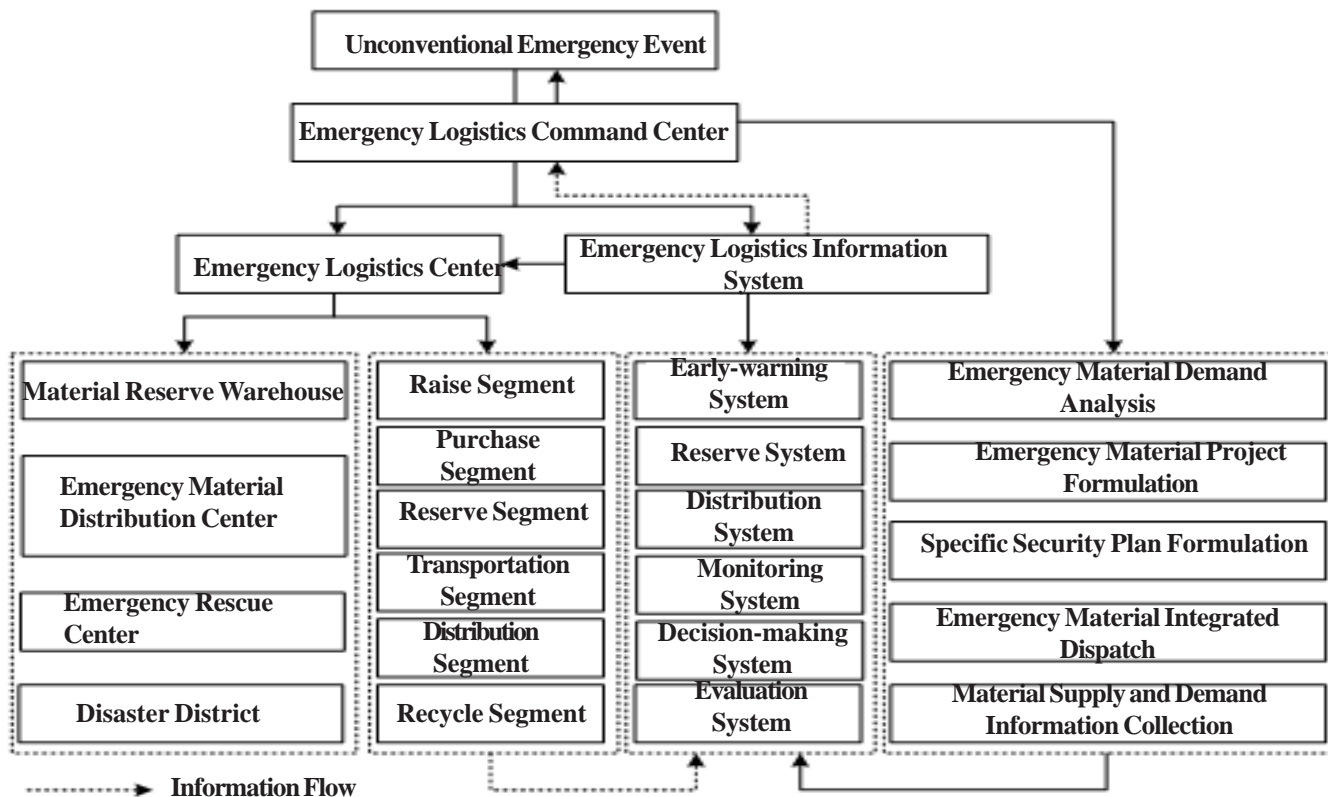 Unconventional Emergency Event
Emergency Logistics Command Center
Emergency Logistics Center
Emergency Logistics Information
System
Material Reserve Warehouse
Emergency Material
Distribution Center
Emergency Rescue
Center
Disaster District
Raise Segment
Purchase
Segment
Reserve Segment
Transportation
Segment
Distribution
Segment
Recycle Segment
Early-warning
System
Reserve System
Distribution
System
Monitoring
System
Decision-making
System
Evaluation
System
Emergency Material Demand
Analysis
Emergency Material Project
Formulation
Specific Security Plan Formulation
Emergency Material Integrated
Dispatch
Material Supply and Demand
Information Collection
Information Flow